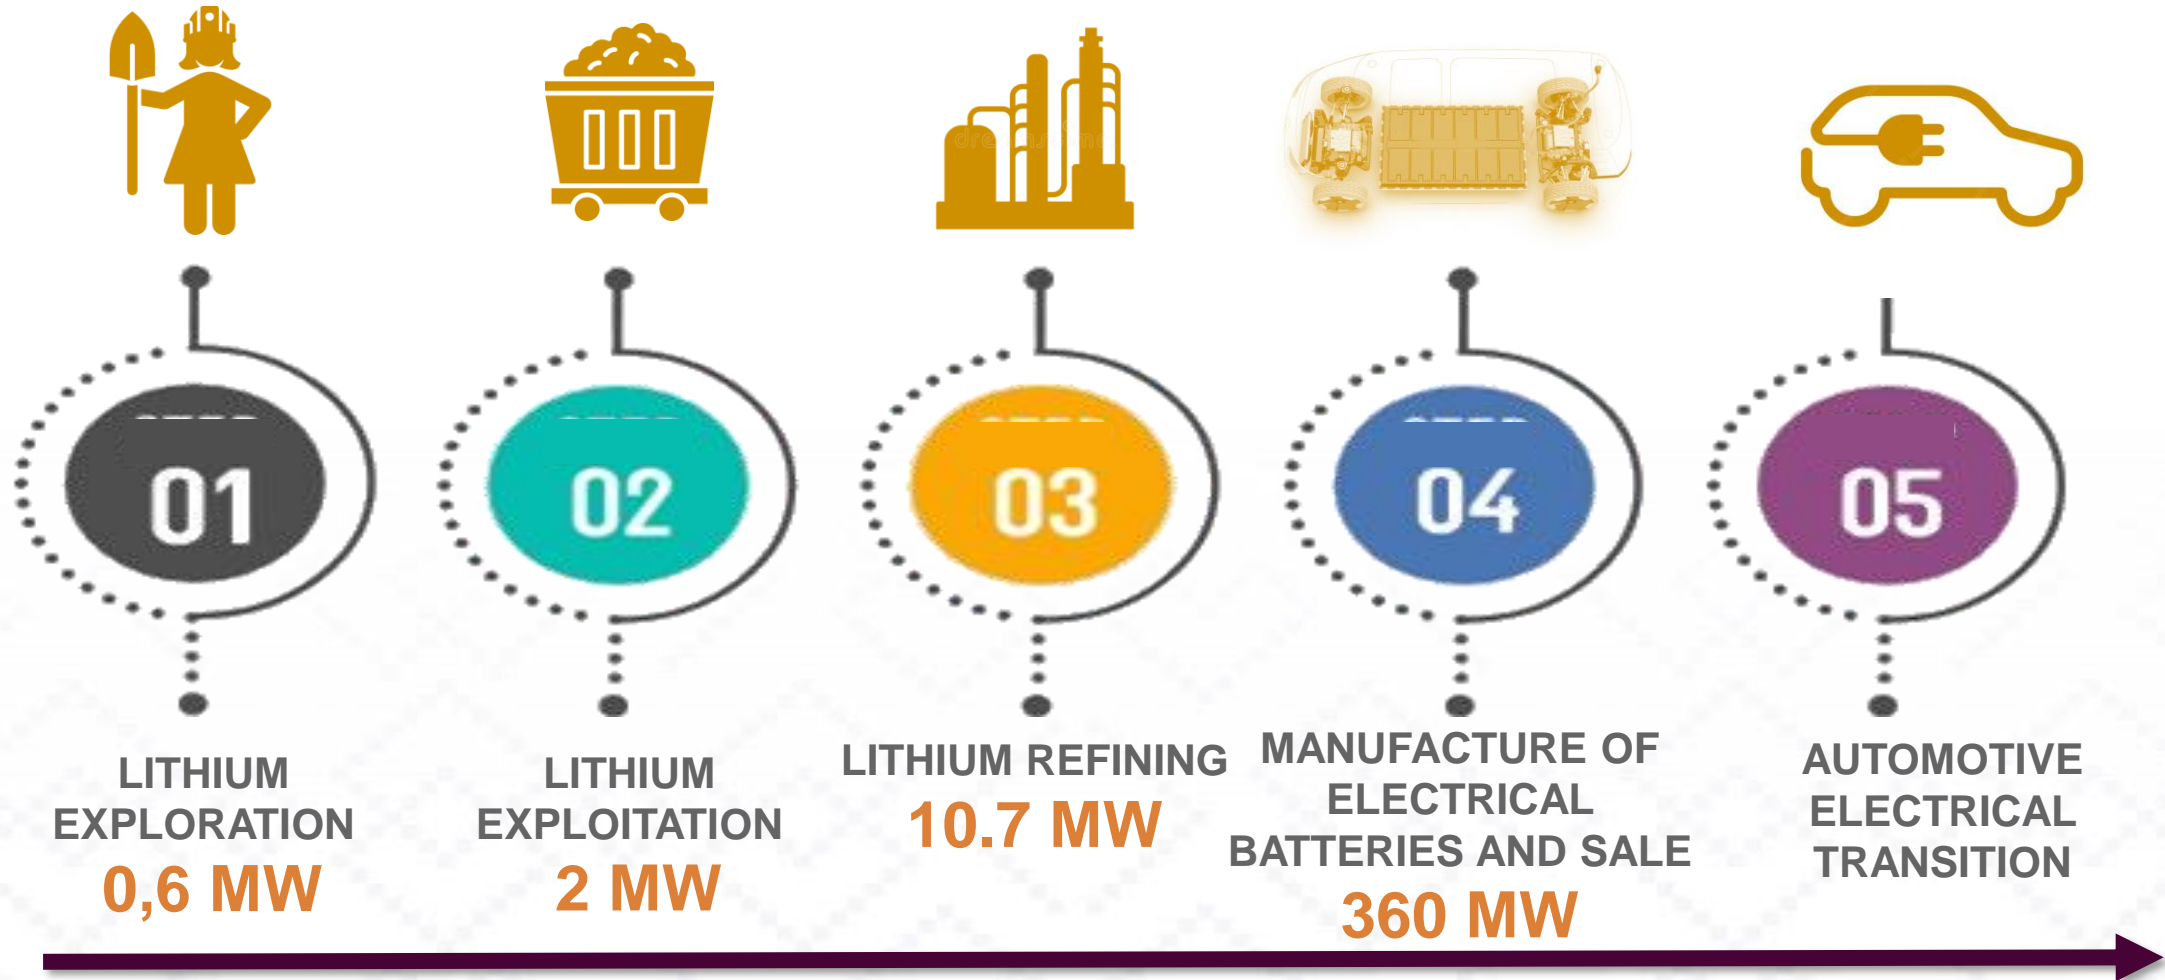 01
02
03
04
05
LITHIUM
EXPLORATION
0,6 MW
LITHIUM
EXPLOITATION
2 MW
LITHIUM REFINING
10.7 MW
MANUFACTURE OF
ELECTRICAL
BATTERIES AND SALE
360 MW
AUTOMOTIVE
ELECTRICAL
TRANSITION